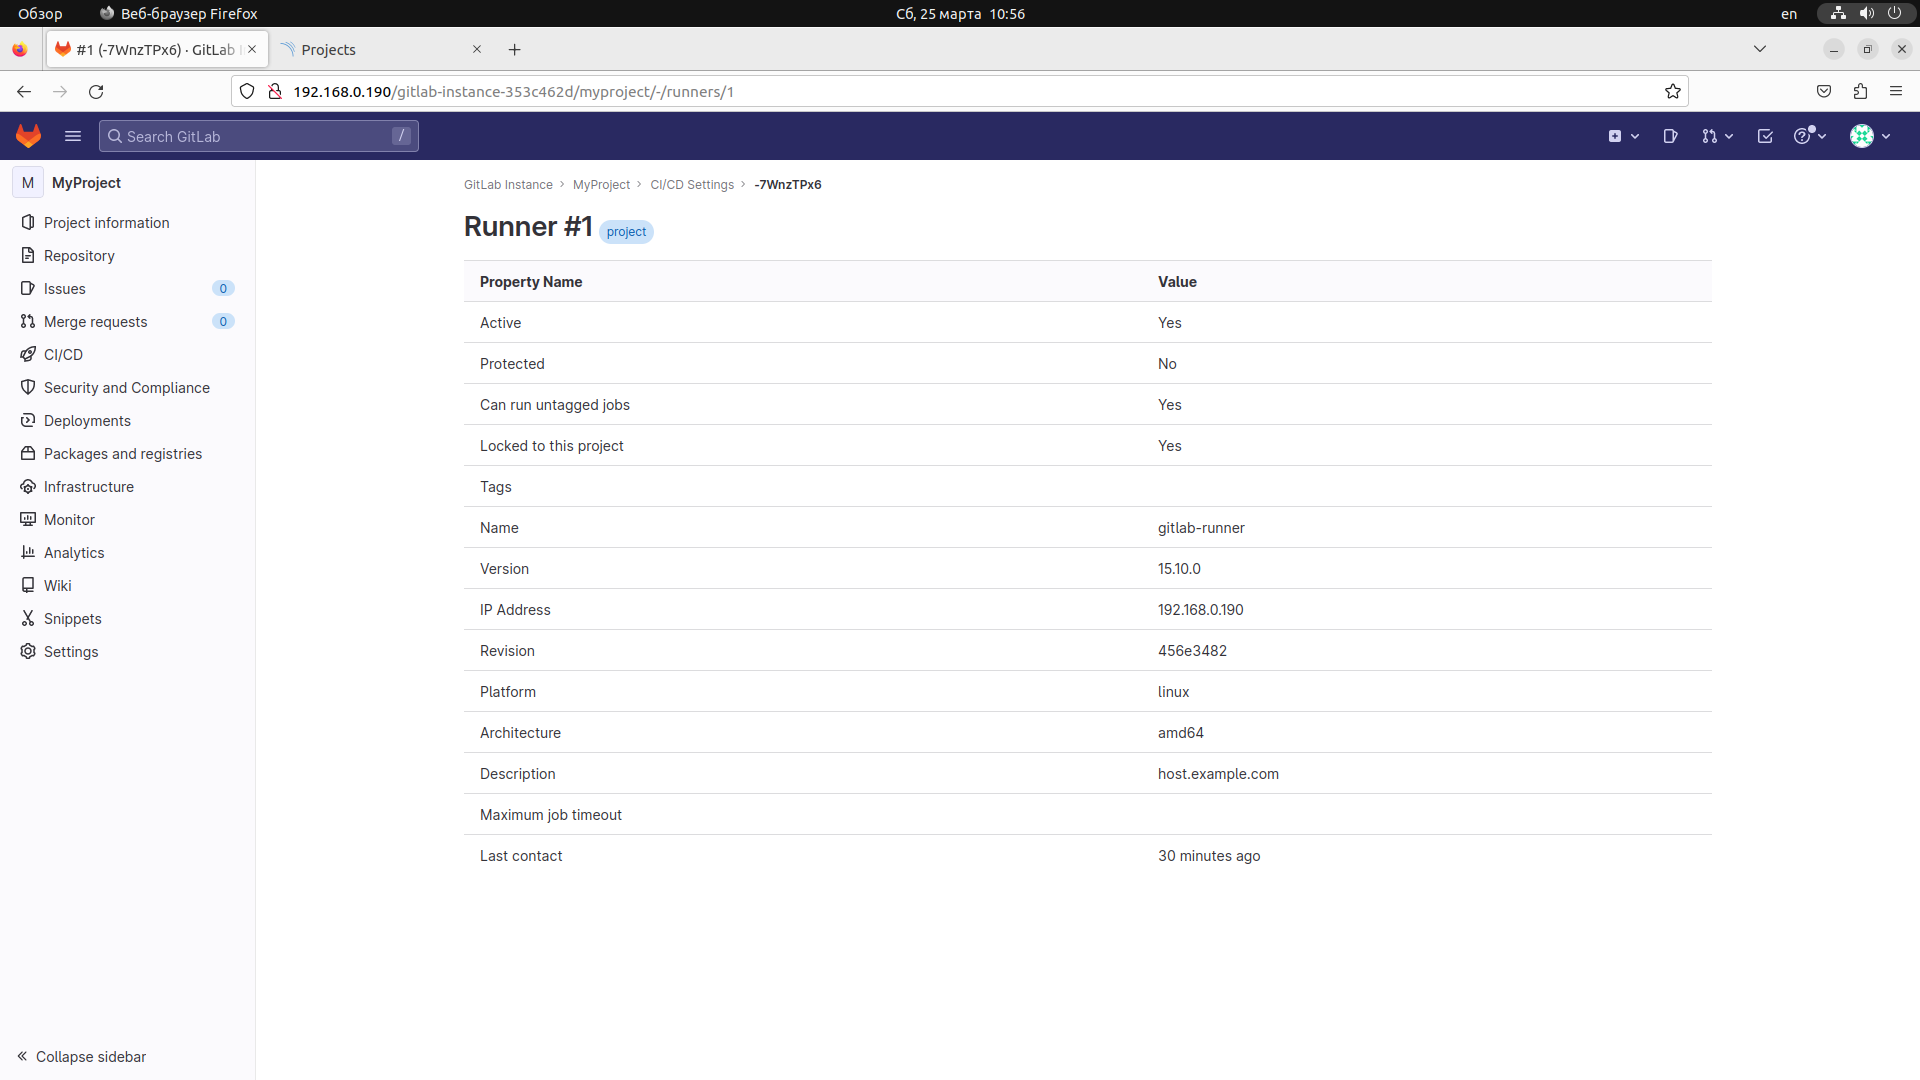 Обзор Веб-браузер Firefox Сб, 25 марта 10:56 en
#1 (-7WnzTPx6) · GitLab Projects
192.168.0.190/gitlab-instance-353c462d/myproject/-/runners/1
Search GitLab /
M MyProject
Project information
Repository
Issues 0
Merge requests 0
CI/CD
Security and Compliance
Deployments
Packages and registries
Infrastructure
Monitor
Analytics
Wiki
Snippets
Settings
Collapse sidebar
GitLab Instance MyProject CI/CD Settings -7WnzTPx6
Runner #1 project
Property Name Value
Active Yes
Protected No
Can run untagged jobs Yes
Locked to this project Yes
Tags
Name gitlab-runner
Version 15.10.0
IP Address 192.168.0.190
Revision 456e3482
Platform linux
Architecture amd64
Description host.example.com
Maximum job timeout
Last contact 30 minutes ago